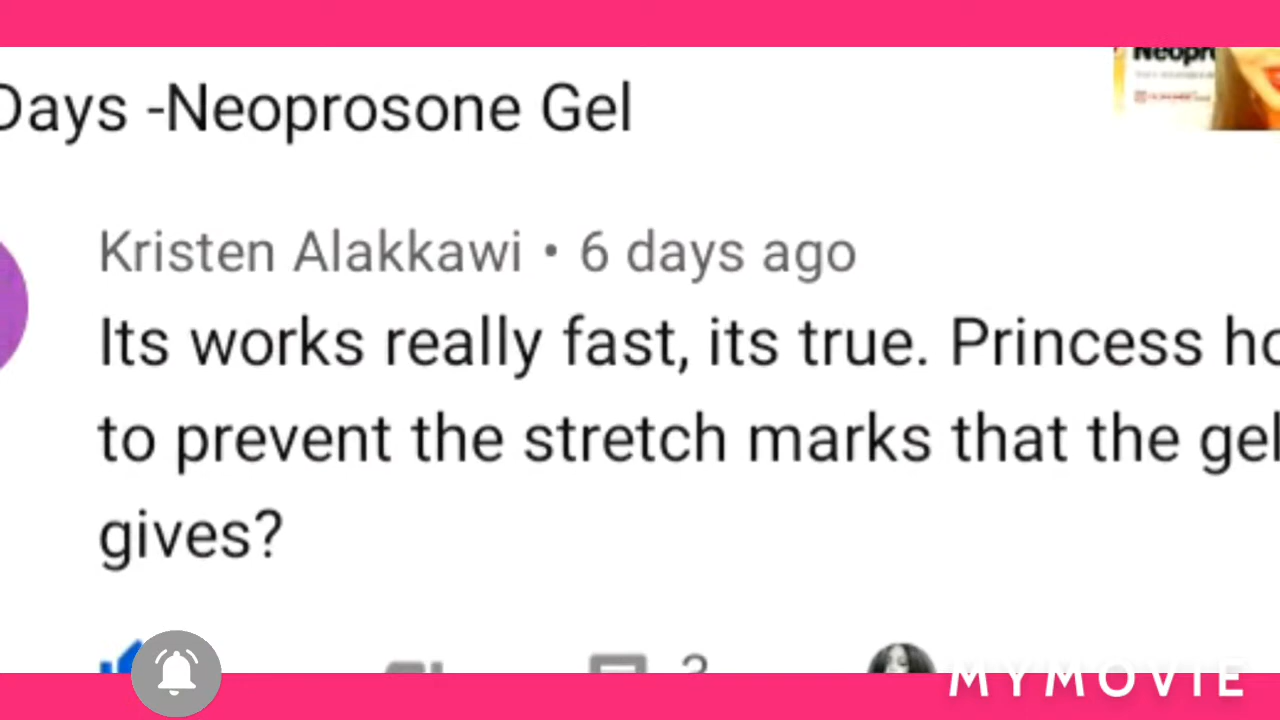 Days -Neoprosone Gel
Kristen Alakkawi • 6 days ago
Its works really fast, its true. Princess
to prevent the stretch marks that the gel
gives?
MYMOVIE